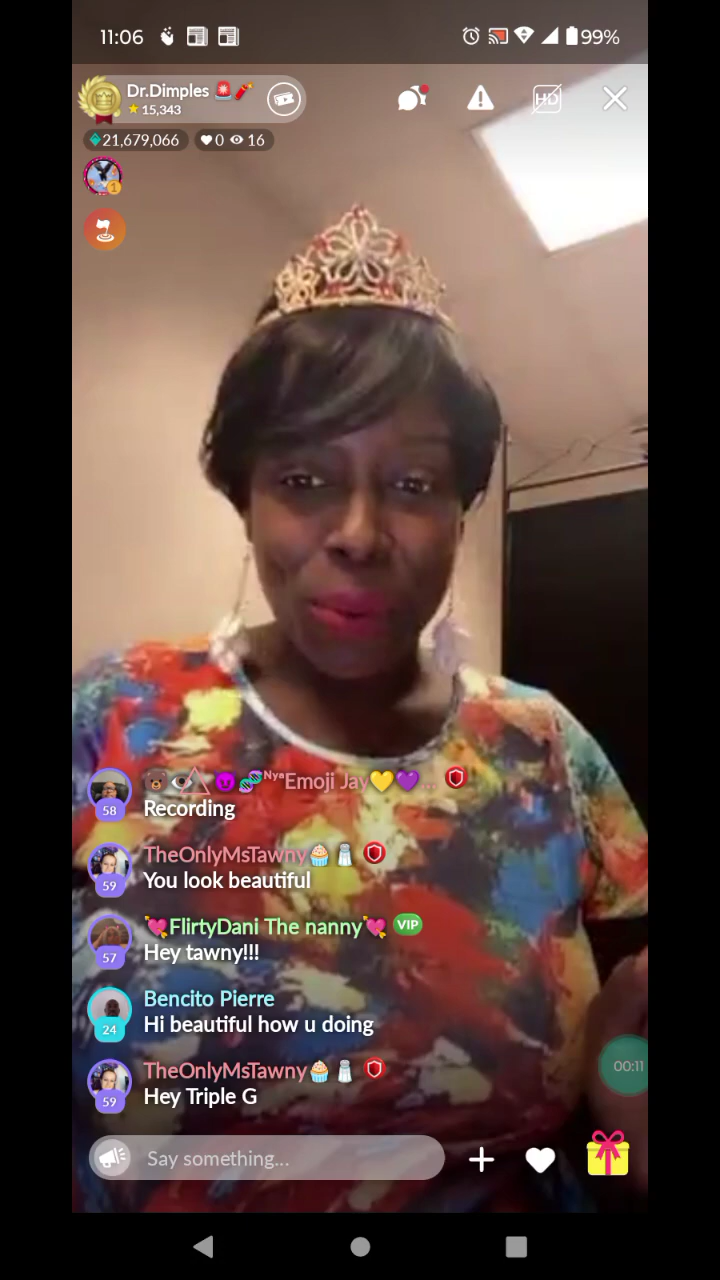 11:06
99%
Dr.Dimples 🚨🧨
15,343
HD
21,679,066
0 16
1
🐻👁️😈🧬ᴺʸᵃEmoji Jay💛💜...
58
Recording
TheOnlyMsTawny🧁🧂
59
You look beautiful
💘FlirtyDani The nanny💘 VIP
57
Hey tawny!!!
Bencito Pierre
24
Hi beautiful how u doing
TheOnlyMsTawny🧁🧂
59
Hey Triple G
00:11
Say something...